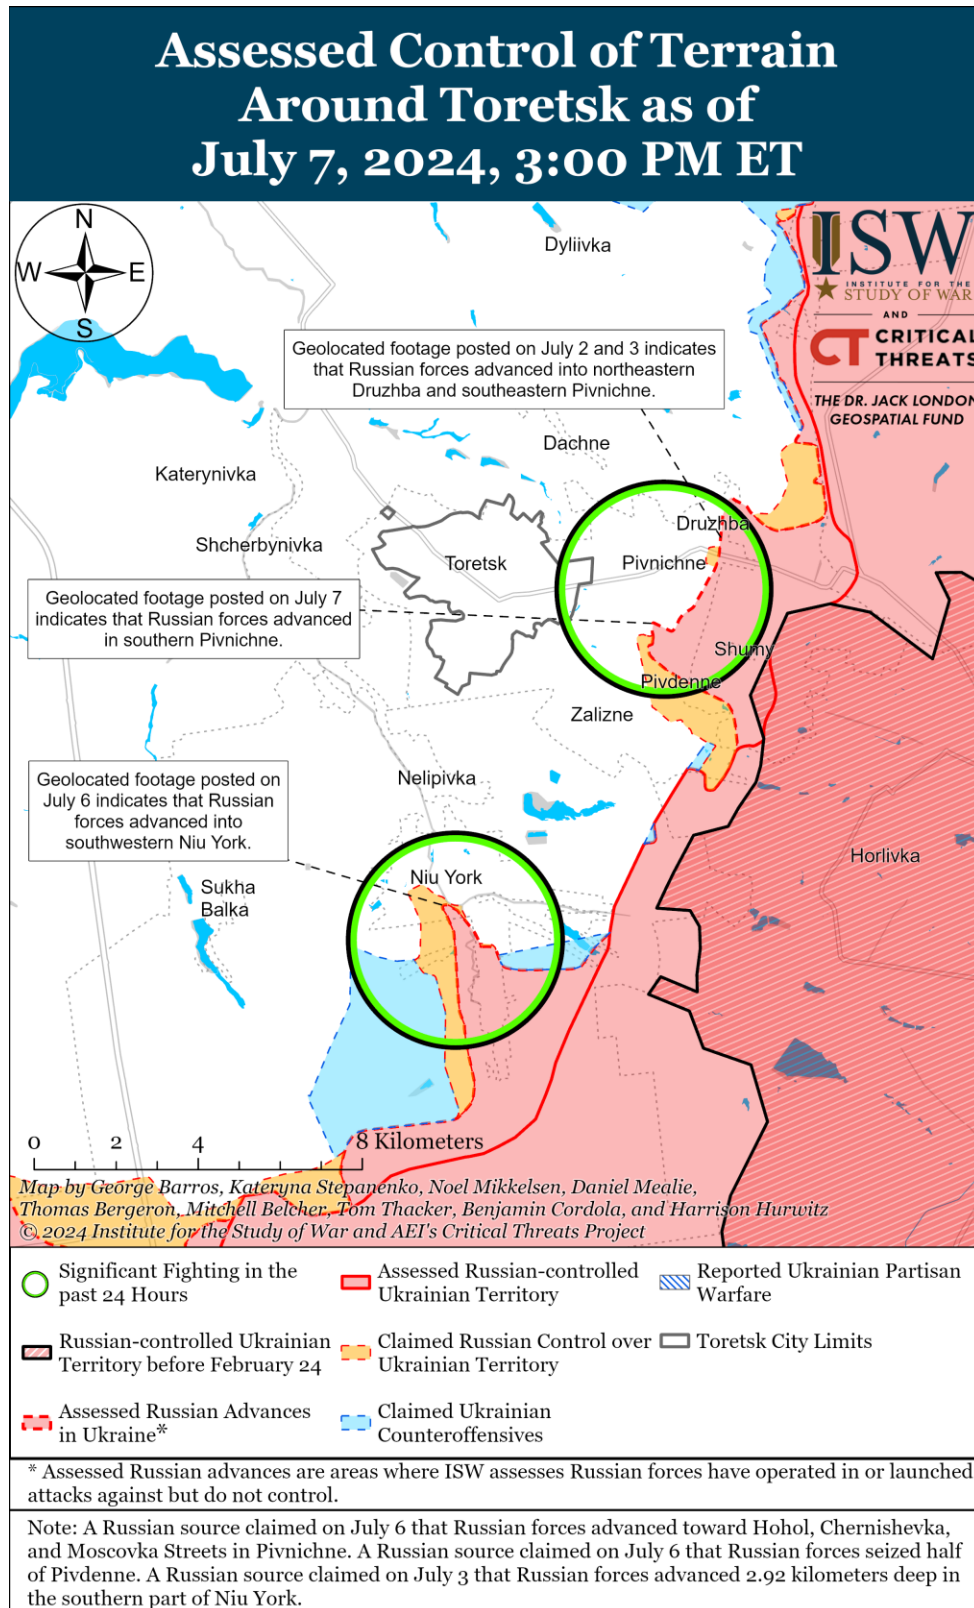 Assessed Control of Terrain
Around Toretsk as of
July 7, 2024, 3:00 PM ET
N
W E
S
ISW
INSTITUTE FOR THE
STUDY OF WAR
AND
CT CRITICAL
THREATS
THE DR. JACK LONDON
GEOSPATIAL FUND
Dyliivka
Geolocated footage posted on July 2 and 3 indicates
that Russian forces advanced into northeastern
Druzhba and southeastern Pivnichne.
Dachne
Katerynivka
Druzhba
Shcherbynivka
Toretsk
Pivnichne
Geolocated footage posted on July 7
indicates that Russian forces advanced
in southern Pivnichne.
Shumy
Pivdenne
Zalizne
Nelipivka
Geolocated footage posted on
July 6 indicates that Russian
forces advanced into
southwestern Niu York.
Horlivka
Niu York
Sukha
Balka
0 2 4 8 Kilometers
Map by George Barros, Kateryna Stepanenko, Noel Mikkelsen, Daniel Mealie,
Thomas Bergeron, Mitchell Belcher, Tom Thacker, Benjamin Cordola, and Harrison Hurwitz
© 2024 Institute for the Study of War and AEI's Critical Threats Project
Significant Fighting in the
past 24 Hours
Assessed Russian-controlled
Ukrainian Territory
Reported Ukrainian Partisan
Warfare
Russian-controlled Ukrainian
Territory before February 24
Claimed Russian Control over
Ukrainian Territory
Toretsk City Limits
Assessed Russian Advances
in Ukraine*
Claimed Ukrainian
Counteroffensives
* Assessed Russian advances are areas where ISW assesses Russian forces have operated in or launched
attacks against but do not control.
Note: A Russian source claimed on July 6 that Russian forces advanced toward Hohol, Chernishevka,
and Moscovka Streets in Pivnichne. A Russian source claimed on July 6 that Russian forces seized half
of Pivdenne. A Russian source claimed on July 3 that Russian forces advanced 2.92 kilometers deep in
the southern part of Niu York.